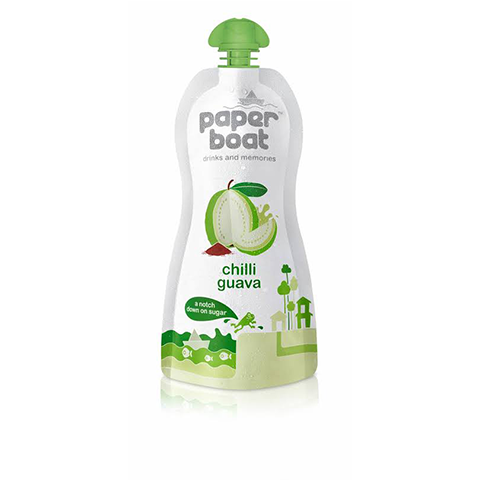 paper
boat
drinks and memories
chilli
guava
a notch
down on sugar